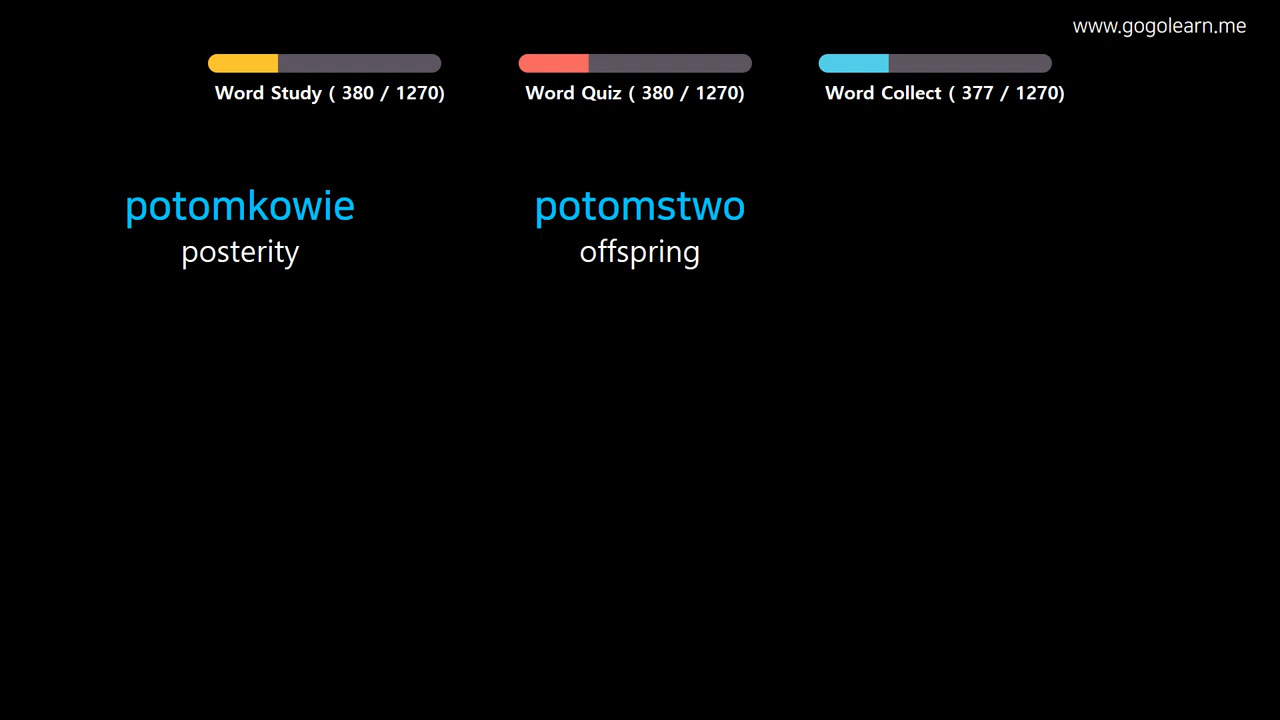 www.gogolearn.me
Word Study ( 380 / 1270)
Word Quiz ( 380 / 1270)
Word Collect ( 377 / 1270)
potomkowie
posterity
potomstwo
offspring